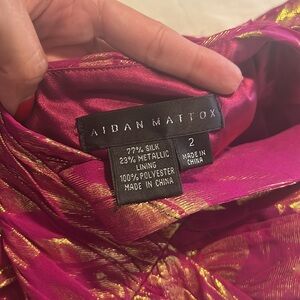 AIDAN MATTOX
77% SILK
23% METALLIC
LINING
100% POLYESTER
MADE IN CHINA
2
MADE IN
CHINA